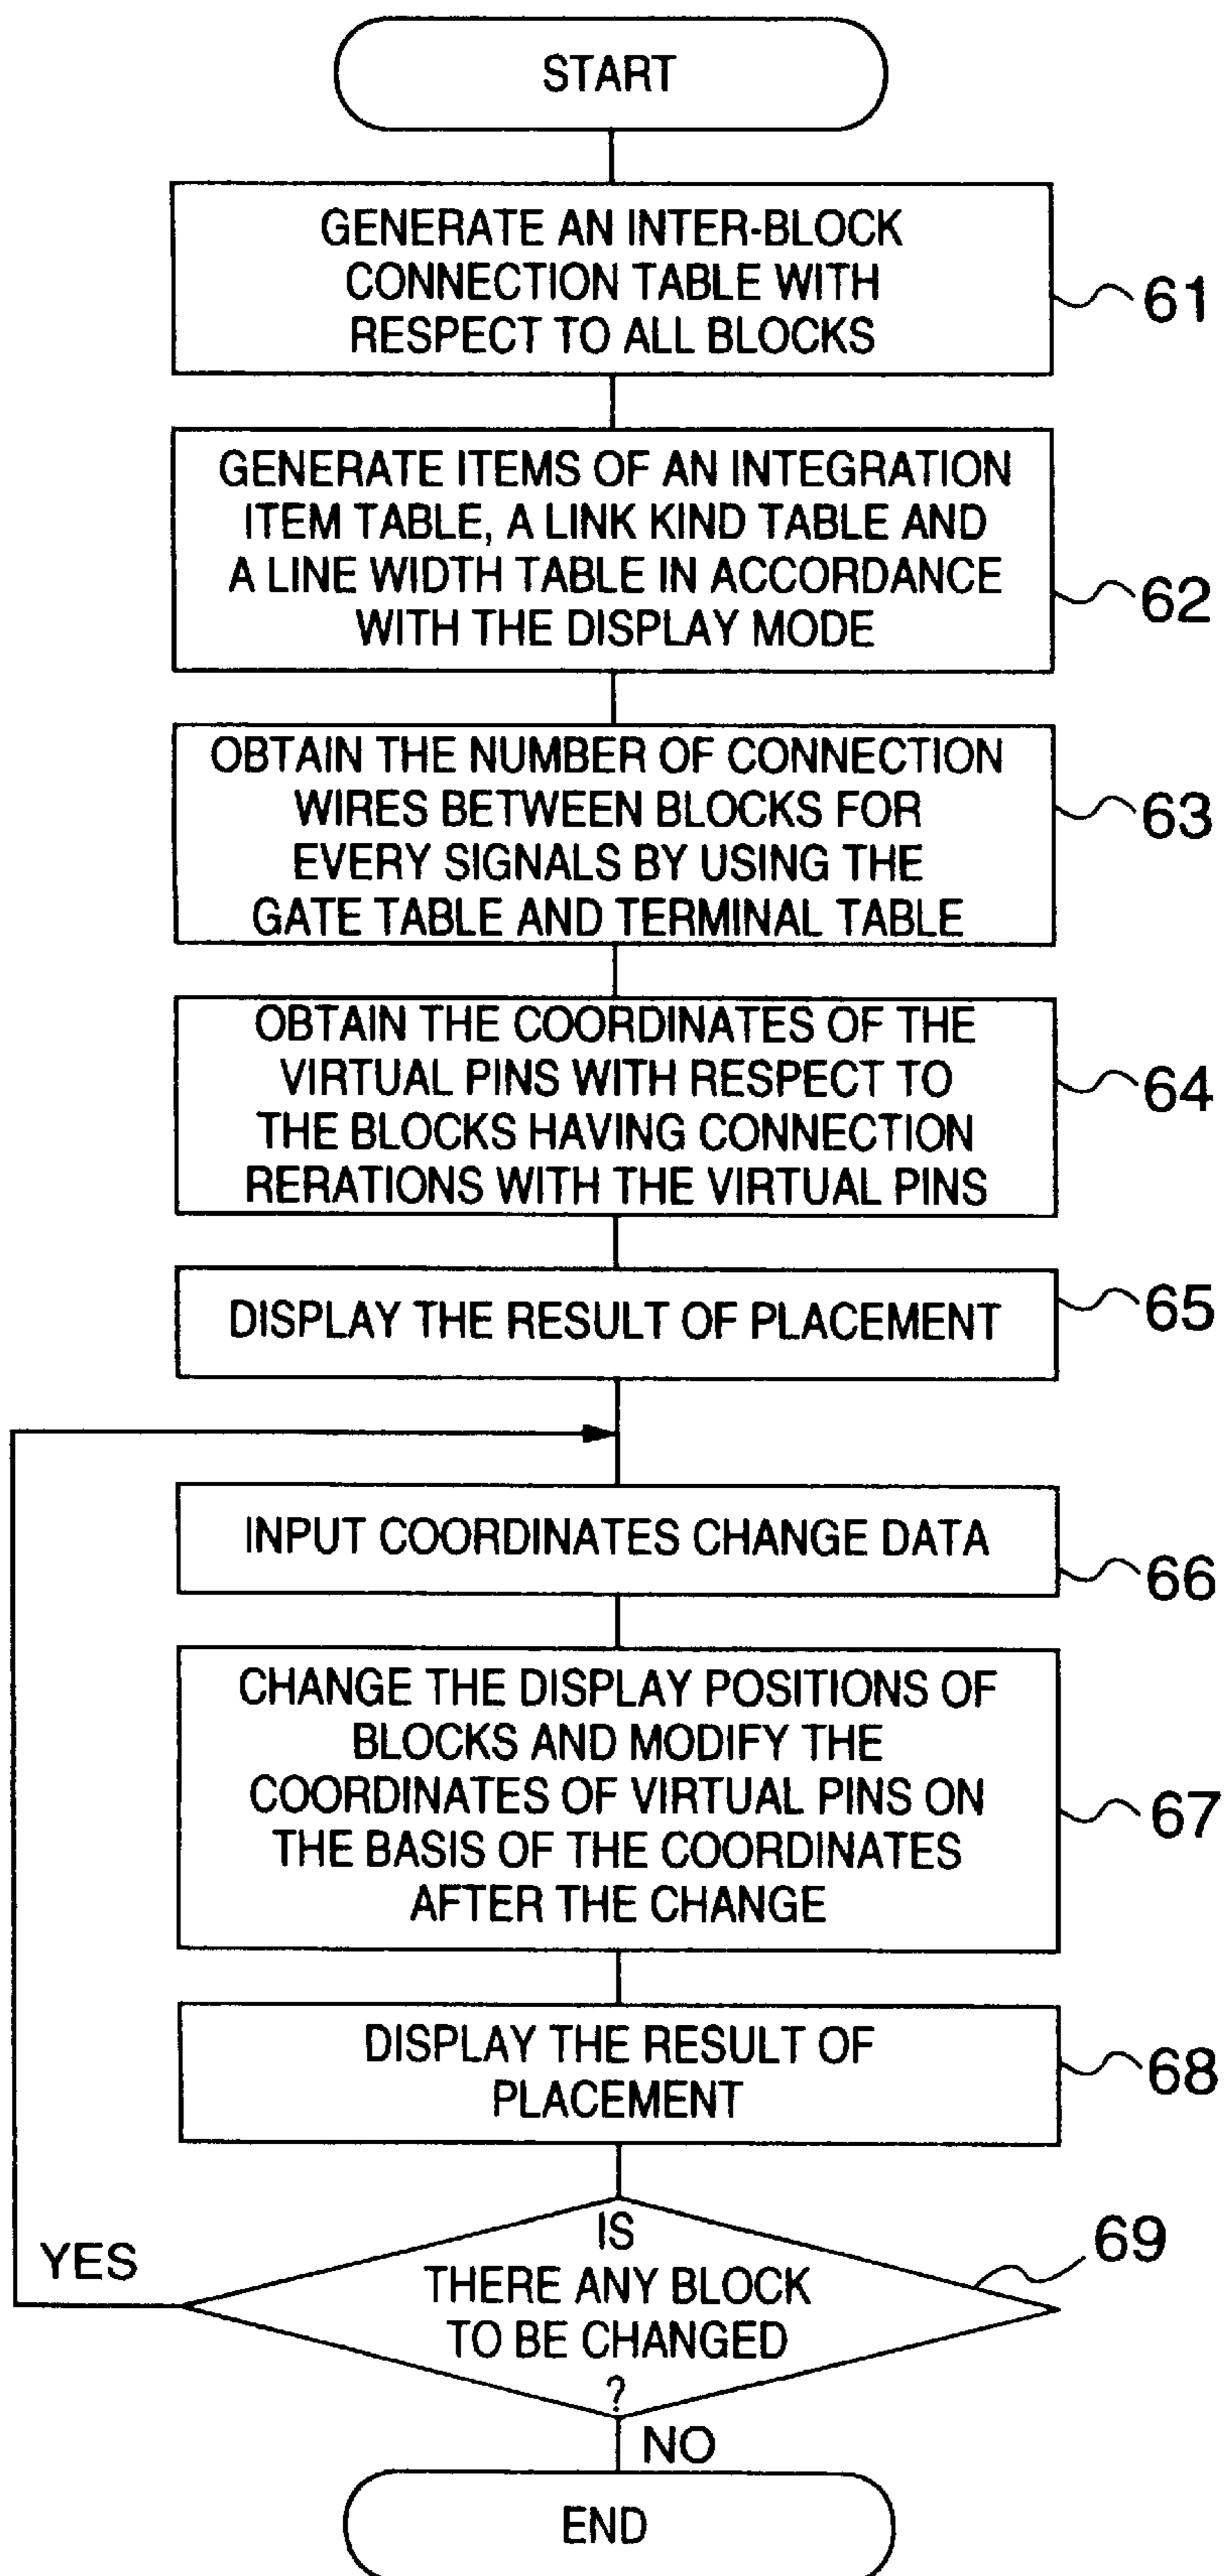 START
GENERATE AN INTER-BLOCK
CONNECTION TABLE WITH
RESPECT TO ALL BLOCKS
61
GENERATE ITEMS OF AN INTEGRATION
ITEM TABLE, A LINK KIND TABLE AND
A LINE WIDTH TABLE IN ACCORDANCE
WITH THE DISPLAY MODE
62
OBTAIN THE NUMBER OF CONNECTION
WIRES BETWEEN BLOCKS FOR
EVERY SIGNALS BY USING THE
GATE TABLE AND TERMINAL TABLE
63
OBTAIN THE COORDINATES OF THE
VIRTUAL PINS WITH RESPECT TO
THE BLOCKS HAVING CONNECTION
RERATIONS WITH THE VIRTUAL PINS
64
DISPLAY THE RESULT OF PLACEMENT
65
INPUT COORDINATES CHANGE DATA
66
CHANGE THE DISPLAY POSITIONS OF
BLOCKS AND MODIFY THE
COORDINATES OF VIRTUAL PINS ON
THE BASIS OF THE COORDINATES
AFTER THE CHANGE
67
DISPLAY THE RESULT OF
PLACEMENT
68
IS
THERE ANY BLOCK
TO BE CHANGED
?
69
YES
NO
END